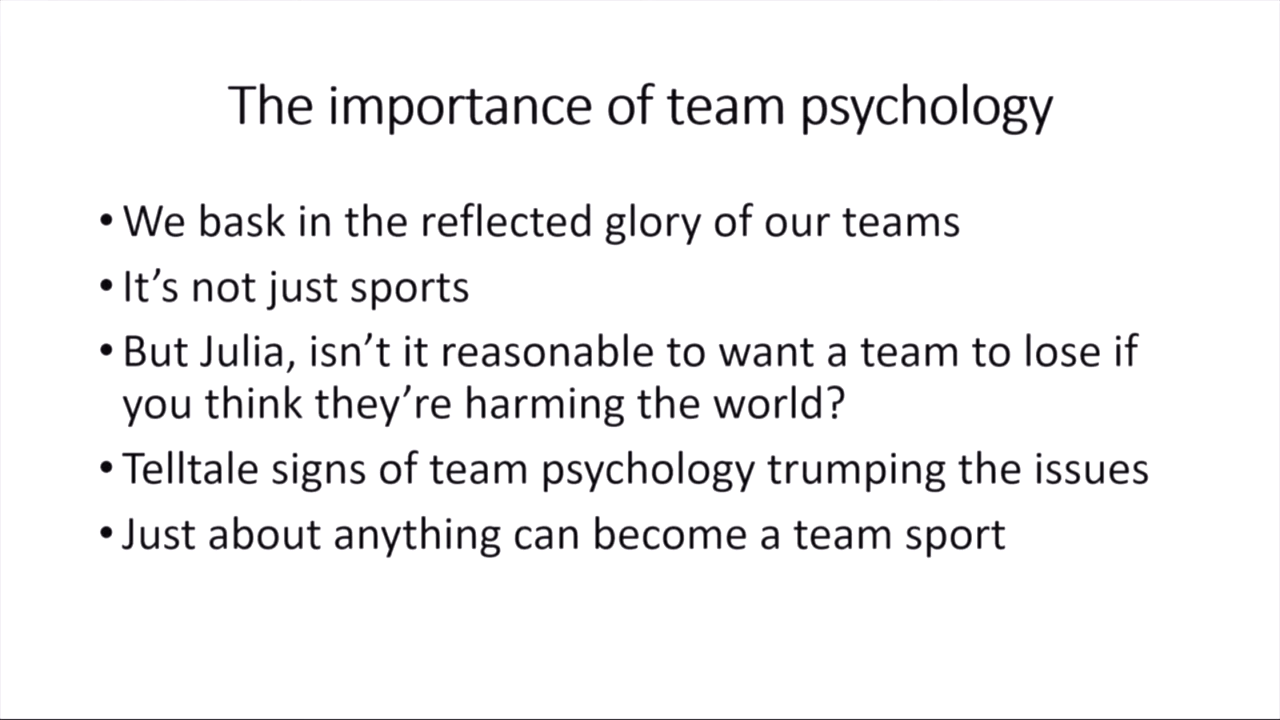 The importance of team psychology
• We bask in the reflected glory of our teams
• It’s not just sports
• But Julia, isn’t it reasonable to want a team to lose if
you think they’re harming the world?
• Telltale signs of team psychology trumping the issues
• Just about anything can become a team sport